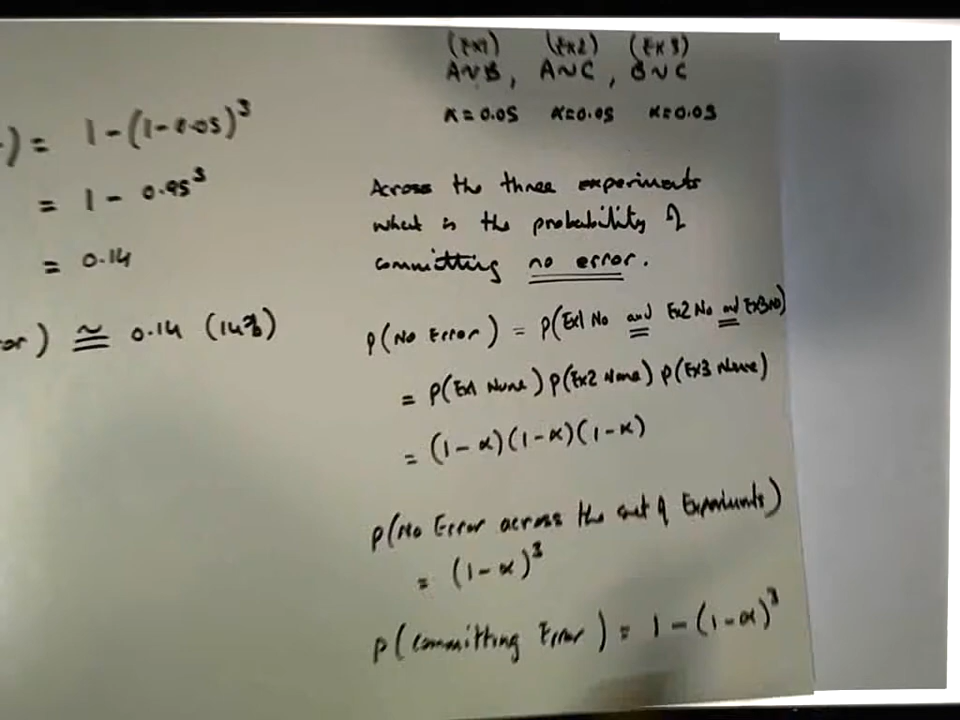 ) = 1-(1-0.05)³
= 1 - 0.95³
= 0.14
or) ≅ 0.14 (14%)
(Ex1) (Ex2) (Ex3)
A~B, A~C, B~C
α=0.05 α=0.05 α=0.05
Across the three experiments
what is the probability of
committing no error.
P(No Error) = P(Ex1 No and Ex2 No and Ex3 No)
= P(Ex1 None) P(Ex2 None) P(Ex3 None)
= (1-α)(1-α)(1-α)
P(No Error across the set of Experiments)
= (1-α)³
P(committing Error) = 1-(1-α)³